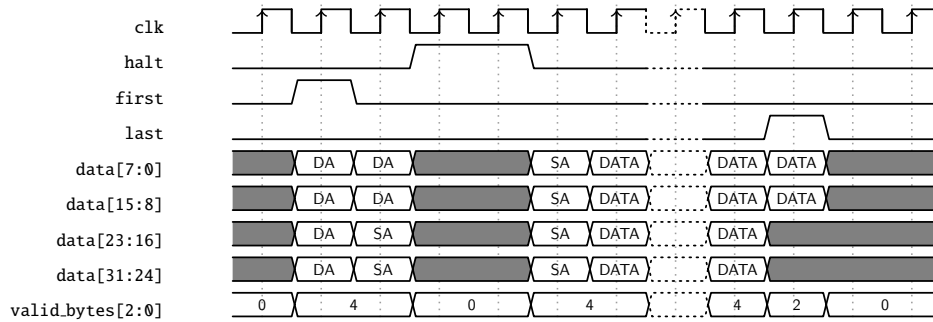 clk
halt
first
last
data[7:0] DA DA SA DATA DATA DATA
data[15:8] DA DA SA DATA DATA DATA
data[23:16] DA SA SA DATA DATA
data[31:24] DA SA SA DATA DATA
valid_bytes[2:0] 0 4 0 4 4 2 0